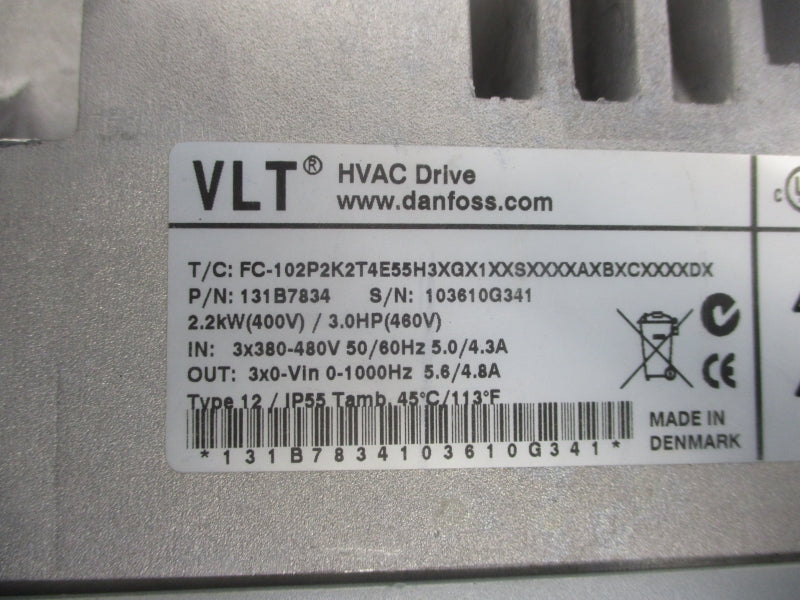 VLT® HVAC Drive
www.danfoss.com
T/C: FC-102P2K2T4E55H3XGX1XXSXXXXAXBXCXXXXDX
P/N: 131B7834 S/N: 103610G341
2.2kW(400V) / 3.0HP(460V)
IN: 3x380-480V 50/60Hz 5.0/4.3A
OUT: 3x0-Vin 0-1000Hz 5.6/4.8A
Type 12 / IP55 Tamb. 45°C/113°F
*131B7834103610G341*
CE
MADE IN
DENMARK
c